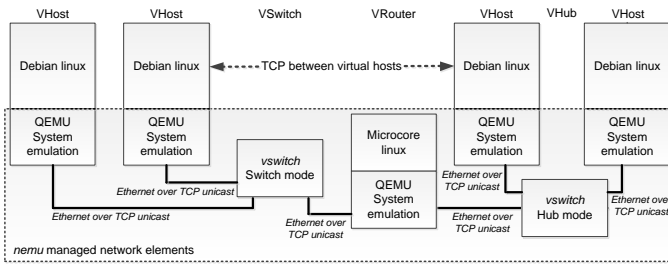 VHost VHost VSwitch VRouter VHost VHub VHost
Debian linux Debian linux TCP between virtual hosts Debian linux Debian linux
QEMU
System
emulation
QEMU
System
emulation
vswitch
Switch mode
Microcore
linux
QEMU
System
emulation
QEMU
System
emulation
QEMU
System
emulation
vswitch
Hub mode
Ethernet over TCP unicast
Ethernet over TCP unicast
Ethernet over
TCP unicast
Ethernet over
TCP unicast
Ethernet over
TCP unicast
Ethernet over
TCP unicast
nemu managed network elements